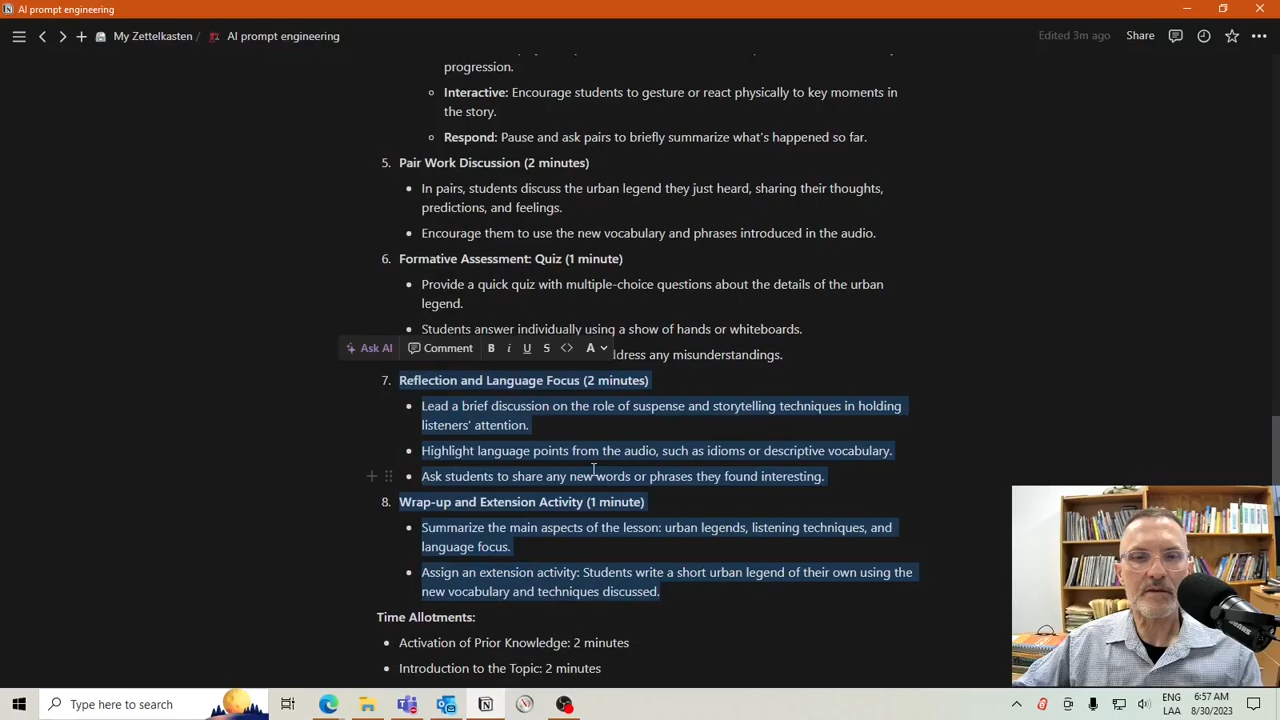 AI prompt engineering
My Zettelkasten / AI prompt engineering
Edited 3m ago Share
progression.
Interactive: Encourage students to gesture or react physically to key moments in
the story.
Respond: Pause and ask pairs to briefly summarize what's happened so far.
5. Pair Work Discussion (2 minutes)
In pairs, students discuss the urban legend they just heard, sharing their thoughts,
predictions, and feelings.
Encourage them to use the new vocabulary and phrases introduced in the audio.
6. Formative Assessment: Quiz (1 minute)
Provide a quick quiz with multiple-choice questions about the details of the urban
legend.
Students answer individually using a show of hands or whiteboards.
Ask AI Comment B i U S <> A
dress any misunderstandings.
7. Reflection and Language Focus (2 minutes)
Lead a brief discussion on the role of suspense and storytelling techniques in holding
listeners' attention.
Highlight language points from the audio, such as idioms or descriptive vocabulary.
Ask students to share any new words or phrases they found interesting.
8. Wrap-up and Extension Activity (1 minute)
Summarize the main aspects of the lesson: urban legends, listening techniques, and
language focus.
Assign an extension activity: Students write a short urban legend of their own using the
new vocabulary and techniques discussed.
Time Allotments:
Activation of Prior Knowledge: 2 minutes
Introduction to the Topic: 2 minutes
Type here to search
ENG
LAA
6:57 AM
8/30/2023